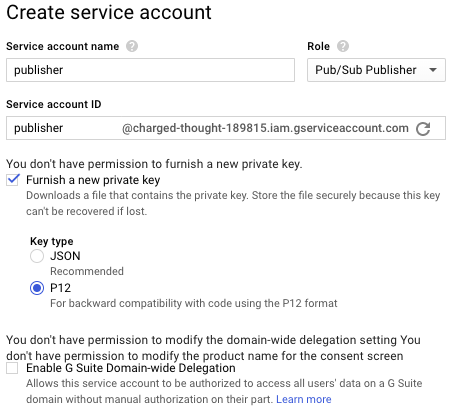 Create service account
Service account name ?
Role ?
publisher
Pub/Sub Publisher
Service account ID
publisher @charged-thought-189815.iam.gserviceaccount.com
You don't have permission to furnish a new private key.
Furnish a new private key
Downloads a file that contains the private key. Store the file securely because this key
can't be recovered if lost.
Key type
JSON
Recommended
P12
For backward compatibility with code using the P12 format
You don't have permission to modify the domain-wide delegation setting You
don't have permission to modify the product name for the consent screen
Enable G Suite Domain-wide Delegation
Allows this service account to be authorized to access all users' data on a G Suite
domain without manual authorization on their part. Learn more